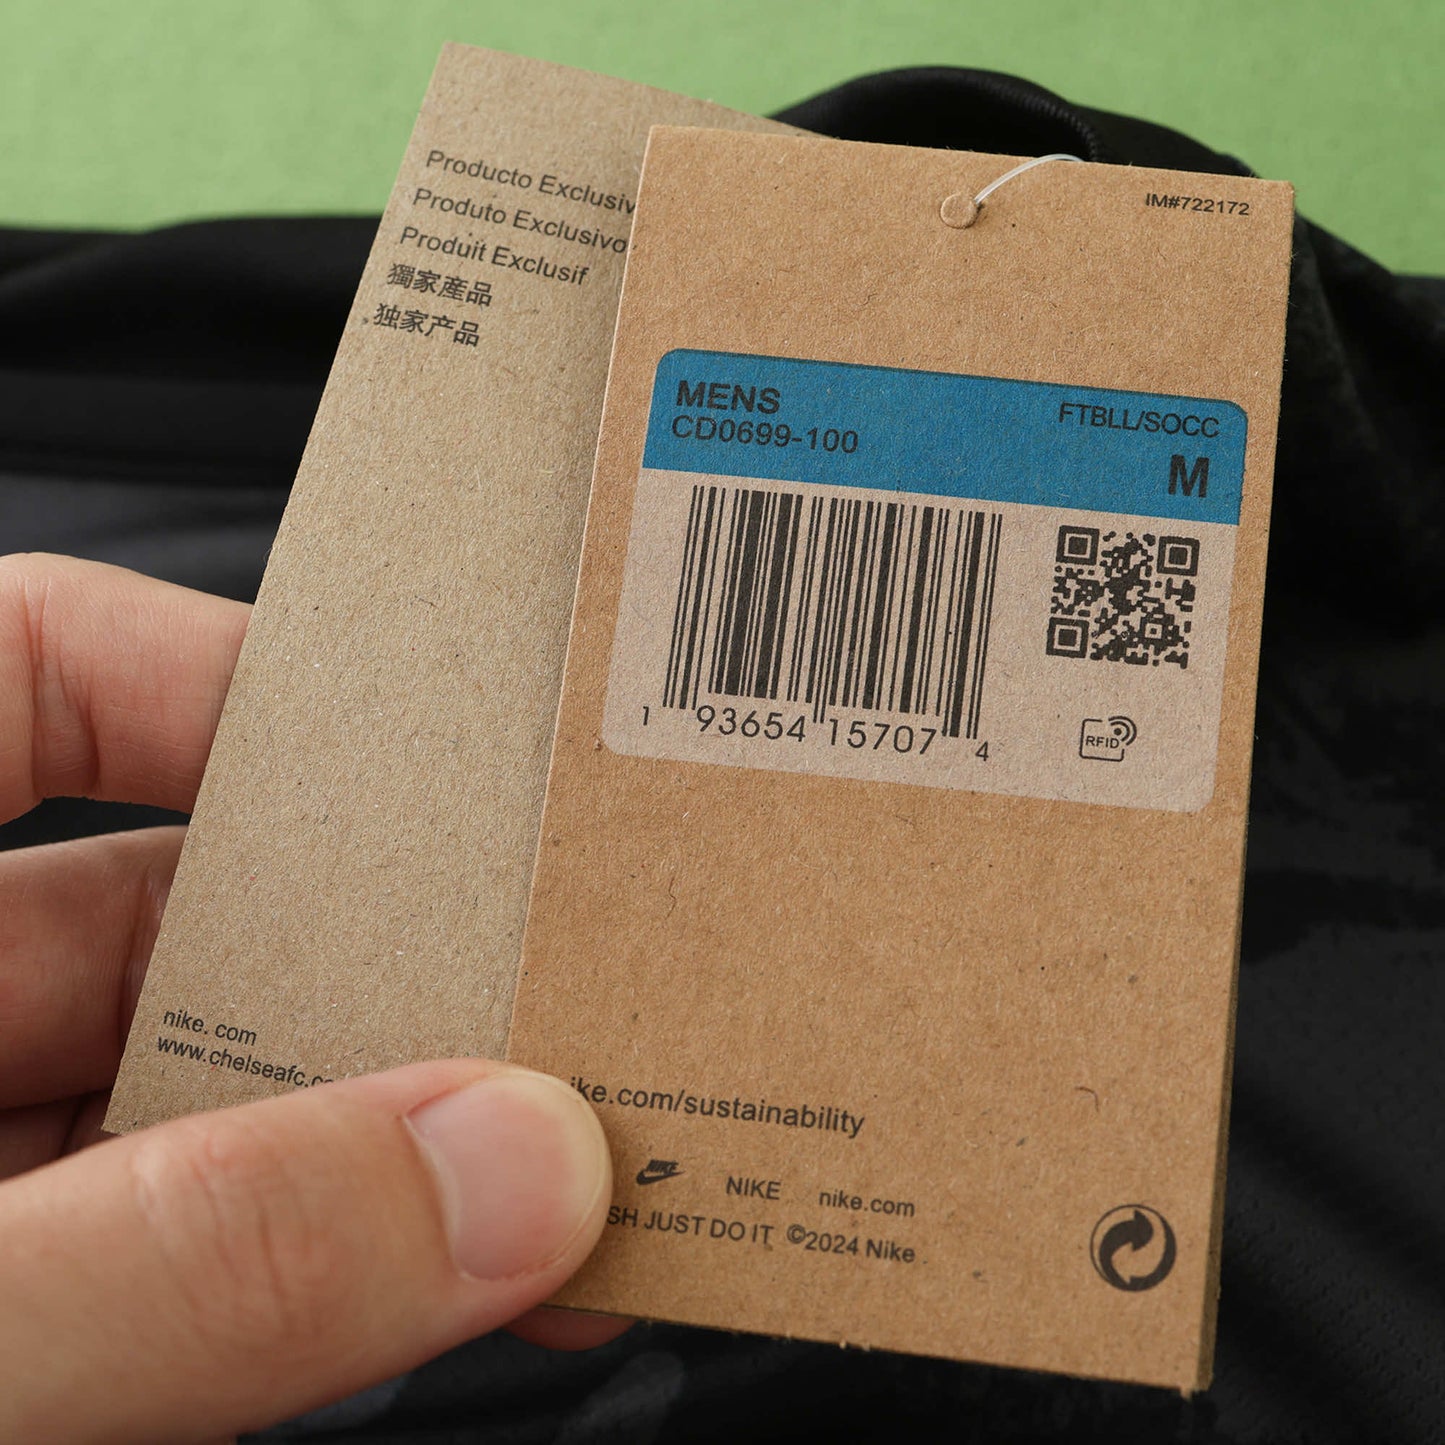 Producto Exclusiv
Produto Exclusivo
Produit Exclusif
獨家産品
独家产品
nike. com
www.chelseafc.c
IM#722172
MENS
CD0699-100
FTBLL/SOCC
M
1 93654 15707 4
RFID
ike.com/sustainability
NIKE NIKE nike.com
SH JUST DO IT ©2024 Nike